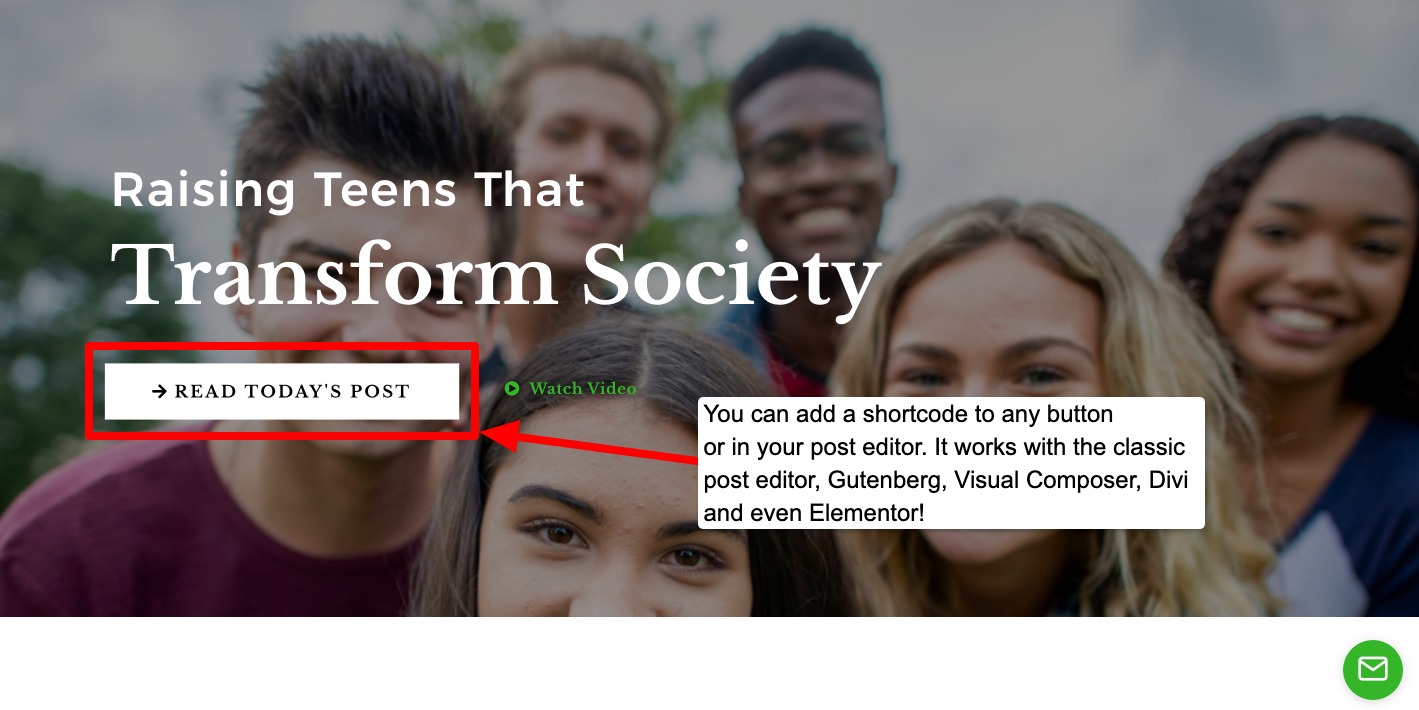 Raising Teens That
Transform Society
READ TODAY'S POST
Watch Video
You can add a shortcode to any button
or in your post editor. It works with the classic
post editor, Gutenberg, Visual Composer, Divi
and even Elementor!